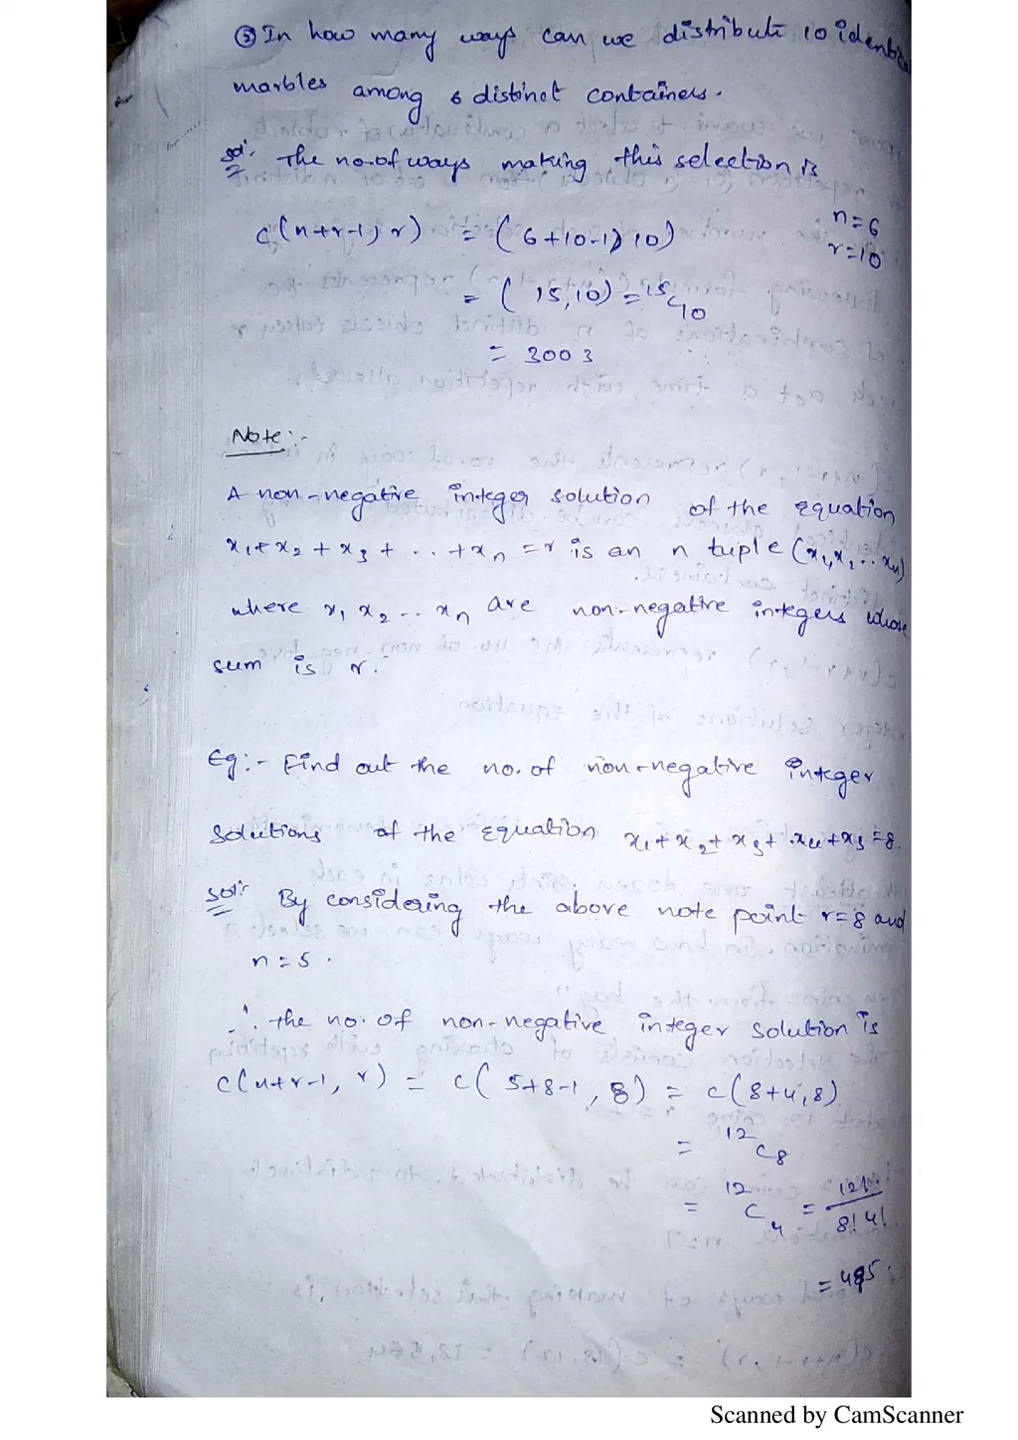 ③ In how many ways can we distribute 10 identical
marbles among 6 distinct containers.
sol:. The no.of ways making this selection is
n=6
r=10
c(n+r-1, r) = (6+10-1, 10)
= (15,10) = ¹⁵C₁₀
= 3003
Note:-
A non-negative integer solution of the equation
x₁+x₂+x₃+...+xₙ=r is an n tuple (x₁,x₂..xₙ)
where x₁ x₂ .. xₙ are non-negative integers whose
sum is r.
Eg:- Find out the no. of non-negative integer
Solutions of the equation x₁+x₂+x₃+x₄+x₅=8.
Sol:- By considering the above note point r=8 and
n=5.
∴ the no. of non-negative integer solution is
c(n+r-1, r) = c(5+8-1, 8) = c(8+4,8)
= ¹²C₈
= ¹²C₄ = 12!/8!4!
= 495.
Scanned by CamScanner